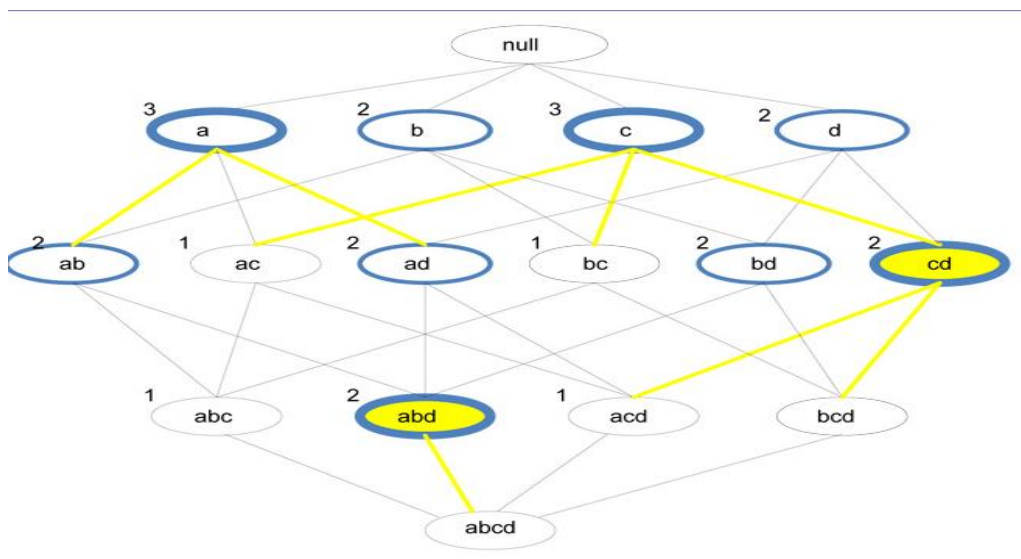 null
3 a 2 b 3 c 2 d
2 ab 1 ac 2 ad 1 bc 2 bd 2 cd
1 abc 2 abd 1 acd bcd
abcd